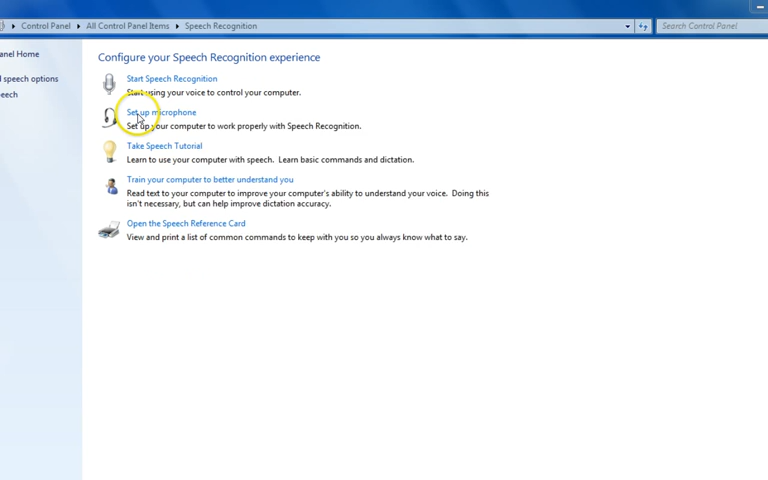 Control Panel All Control Panel Items Speech Recognition Search Control Panel
anel Home
Configure your Speech Recognition experience
l speech options
eech
Start Speech Recognition
Start using your voice to control your computer.
Set up microphone
Set up your computer to work properly with Speech Recognition.
Take Speech Tutorial
Learn to use your computer with speech. Learn basic commands and dictation.
Train your computer to better understand you
Read text to your computer to improve your computer's ability to understand your voice. Doing this
isn't necessary, but can help improve dictation accuracy.
Open the Speech Reference Card
View and print a list of common commands to keep with you so you always know what to say.